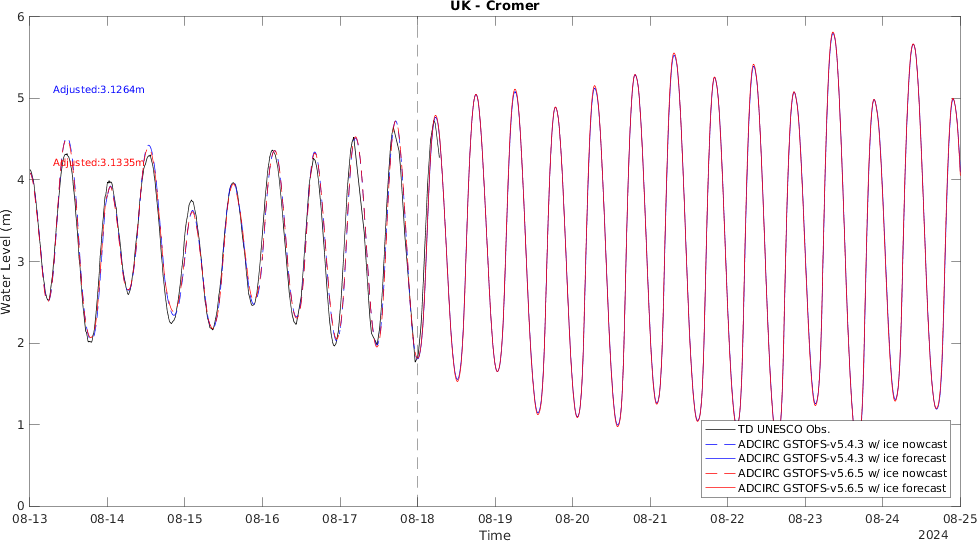 UK - Cromer
6
5
4
3
2
1
0
Water Level (m)
Adjusted:3.1264m
Adjusted:3.1335m
TD UNESCO Obs.
ADCIRC GSTOFS-v5.4.3 w/ ice nowcast
ADCIRC GSTOFS-v5.4.3 w/ ice forecast
ADCIRC GSTOFS-v5.6.5 w/ ice nowcast
ADCIRC GSTOFS-v5.6.5 w/ ice forecast
08-13 08-14 08-15 08-16 08-17 08-18 08-19 08-20 08-21 08-22 08-23 08-24 08-25
Time
2024